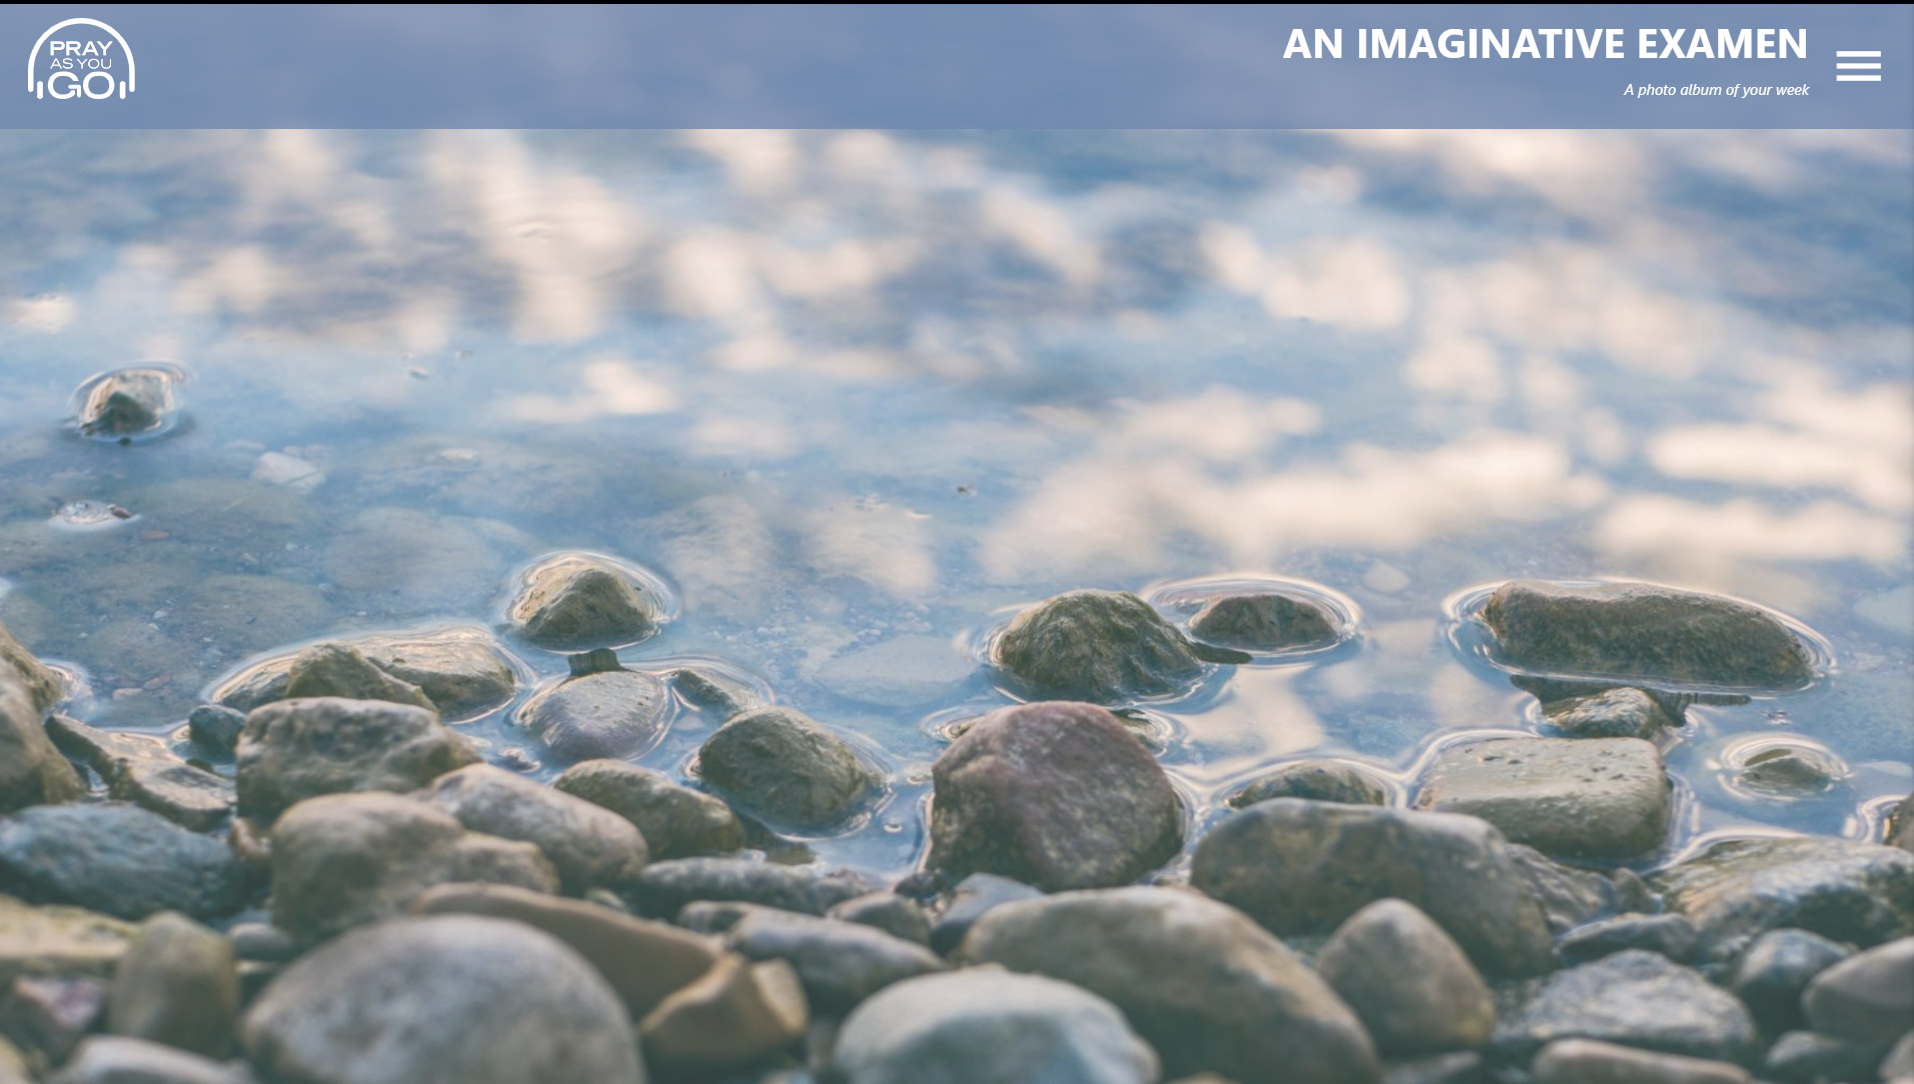 PRAY
AS YOU
GO
AN IMAGINATIVE EXAMEN
A photo album of your week